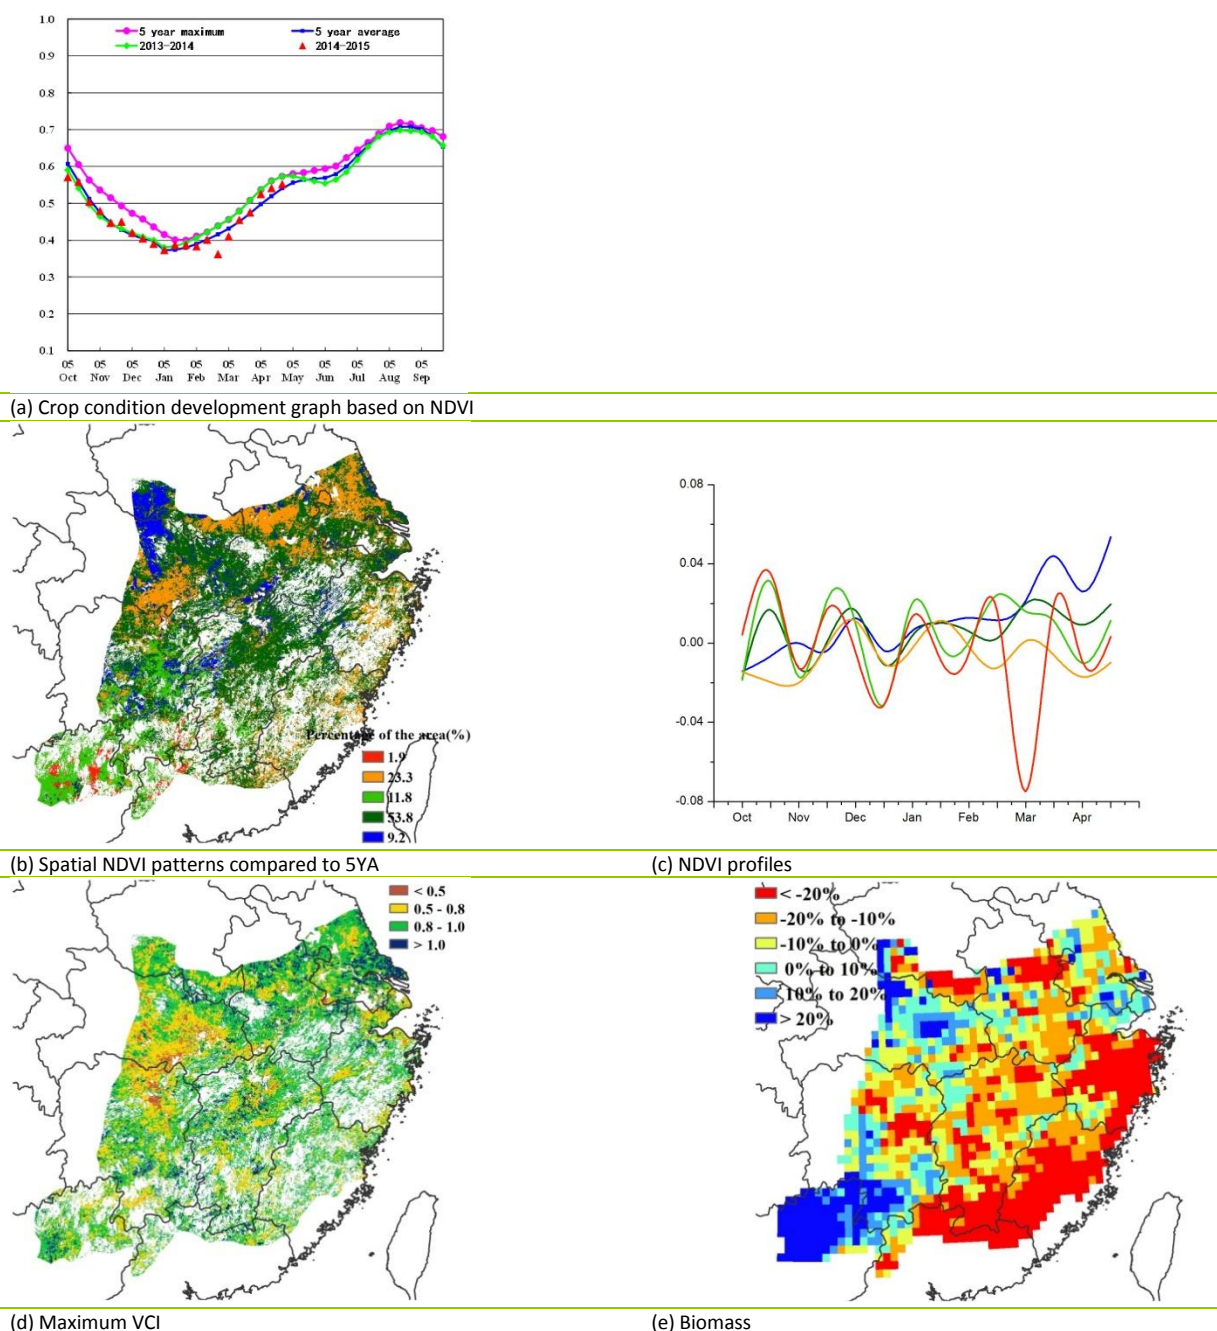 1.0
0.9
0.8
0.7
0.6
0.5
0.4
0.3
0.2
0.1
5 year maximum
5 year average
2013-2014
2014-2015
05 05 05 05 05 05 05 05 05 05 05 05
Oct Nov Dec Jan Feb Mar Apr May Jun Jul Aug Sep
(a) Crop condition development graph based on NDVI
Percentage of the area(%)
1.9
23.3
11.8
53.8
9.2
0.08
0.04
0.00
-0.04
-0.08
Oct Nov Dec Jan Feb Mar Apr
(b) Spatial NDVI patterns compared to 5YA
(c) NDVI profiles
< 0.5
0.5 - 0.8
0.8 - 1.0
> 1.0
< -20%
-20% to -10%
-10% to 0%
0% to 10%
10% to 20%
> 20%
(d) Maximum VCI
(e) Biomass